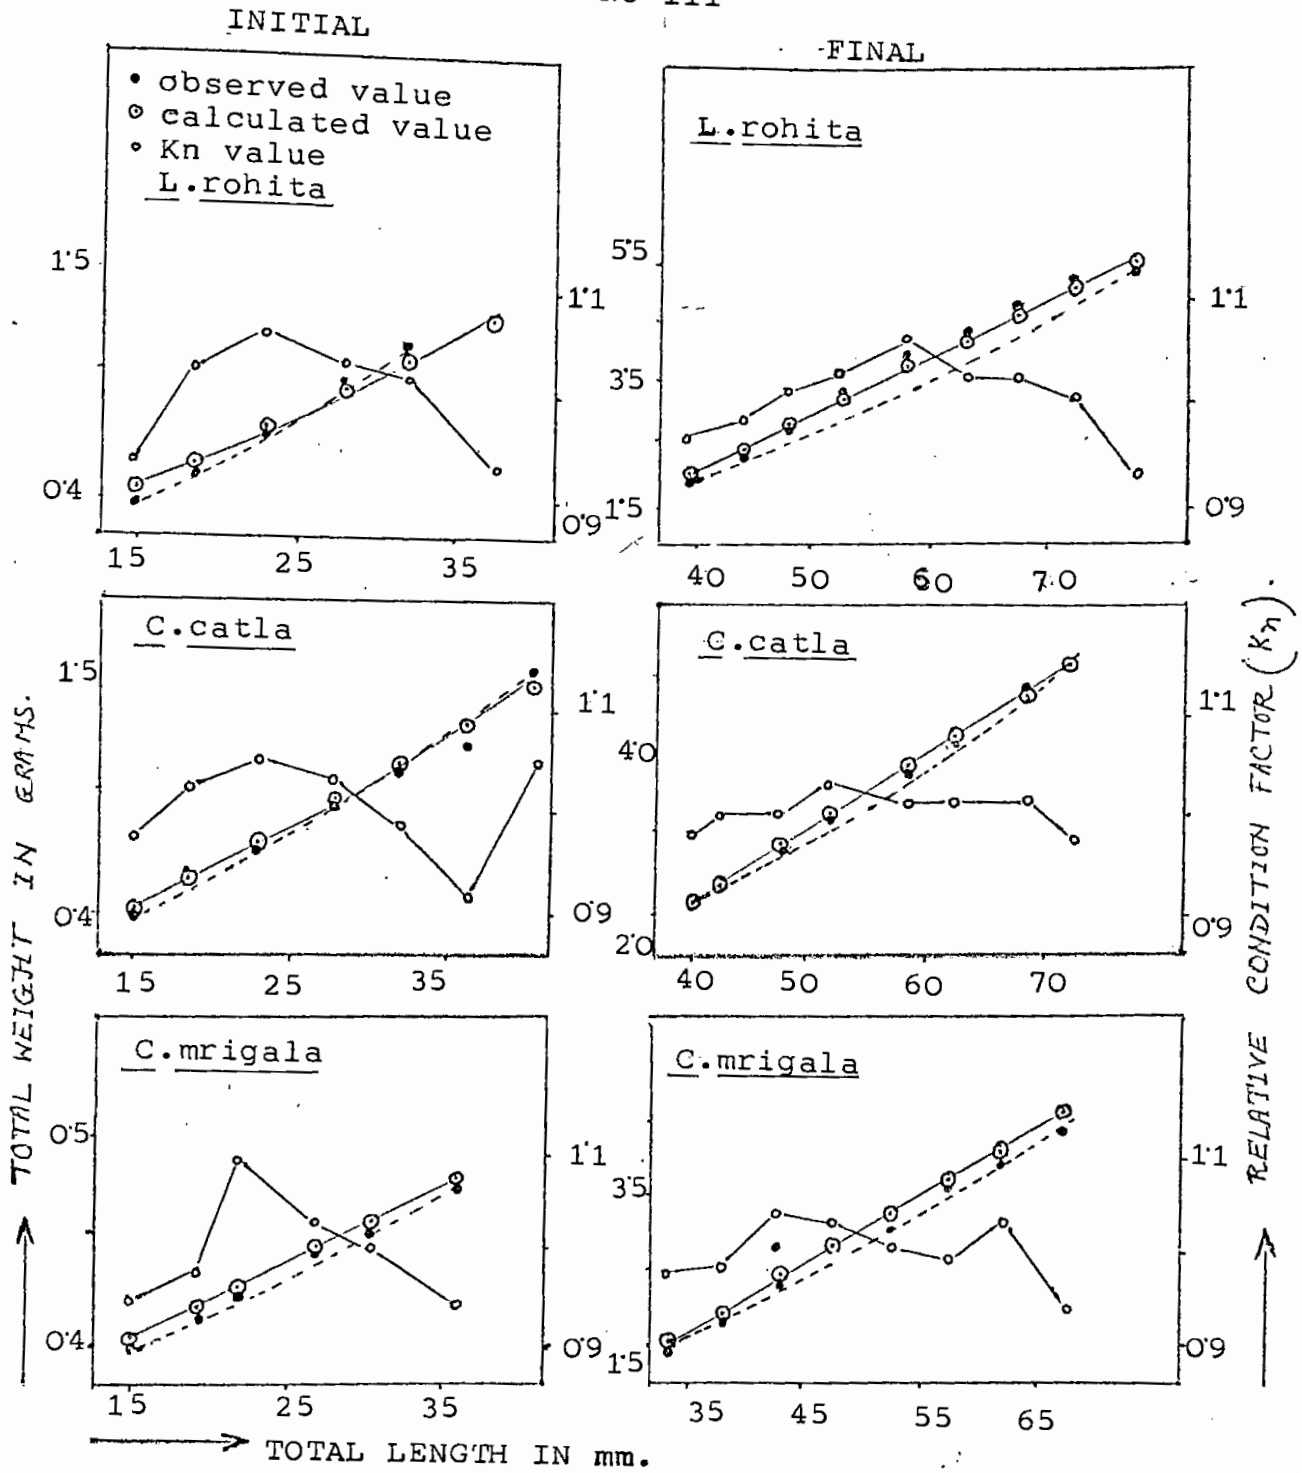 III
INITIAL
FINAL
observed value
calculated value
Kn value
L.rohita
L.rohita
1.5
0.4
1.1
0.9
15 25 35
5.5
3.5
1.5
1.1
0.9
40 50 60 70
C.catla
1.5
0.4
1.1
0.9
15 25 35
C.catla
4.0
2.0
1.1
0.9
40 50 60 70
C.mrigala
0.5
0.4
1.1
0.9
15 25 35
C.mrigala
3.5
1.5
1.1
0.9
35 45 55 65
TOTAL WEIGHT IN GRAMS.
RELATIVE CONDITION FACTOR (Kn).
TOTAL LENGTH IN mm.